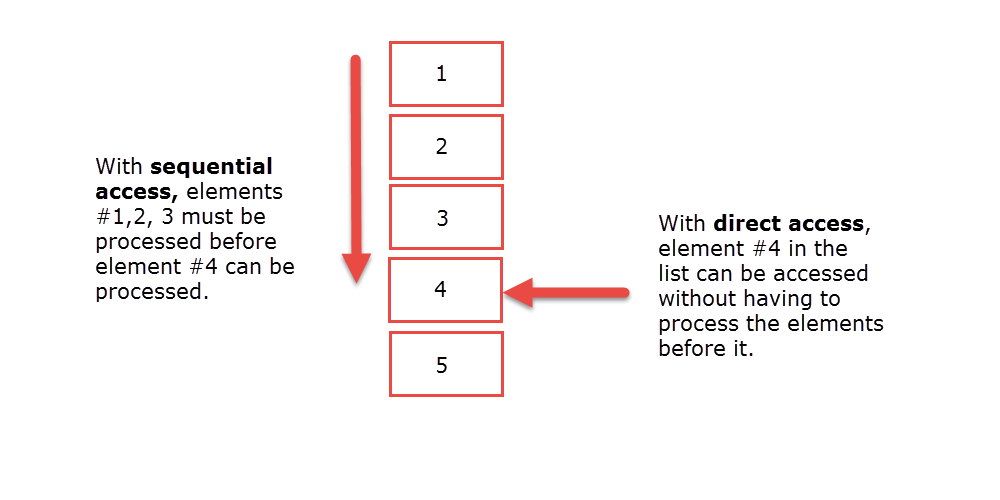 1
2
3
4
5
With sequential
access, elements
#1,2, 3 must be
processed before
element #4 can be
processed.
With direct access,
element #4 in the
list can be accessed
without having to
process the elements
before it.